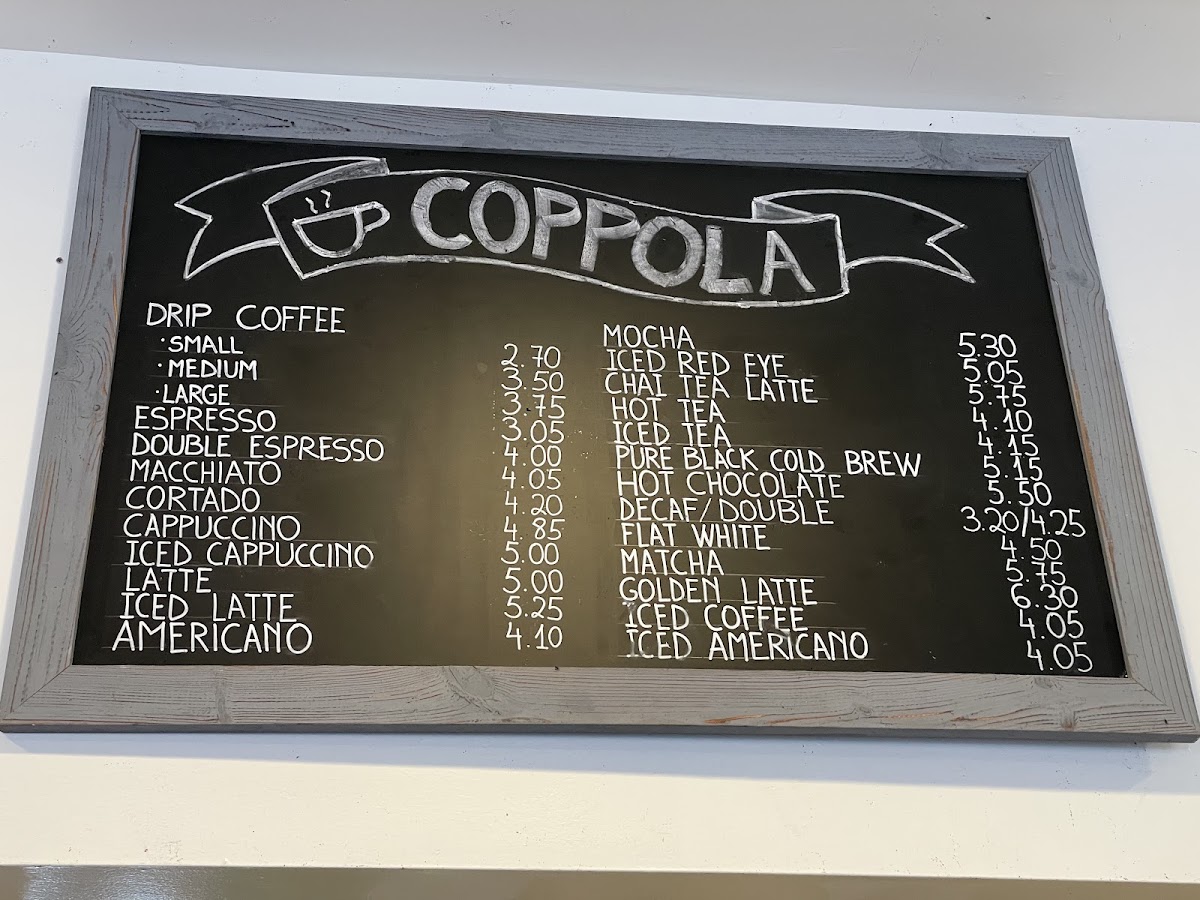 COPPOLA
DRIP COFFEE
· SMALL 2.70
· MEDIUM 3.50
· LARGE 3.75
ESPRESSO 3.05
DOUBLE ESPRESSO 4.00
MACCHIATO 4.05
CORTADO 4.20
CAPPUCCINO 4.85
ICED CAPPUCCINO 5.00
LATTE 5.00
ICED LATTE 5.25
AMERICANO 4.10
MOCHA 5.30
ICED RED EYE 5.05
CHAI TEA LATTE 5.75
HOT TEA 4.10
ICED TEA 4.15
PURE BLACK COLD BREW 5.15
HOT CHOCOLATE 5.50
DECAF/DOUBLE 3.20/4.25
FLAT WHITE 4.50
MATCHA 5.75
GOLDEN LATTE 6.30
ICED COFFEE 4.05
ICED AMERICANO 4.05